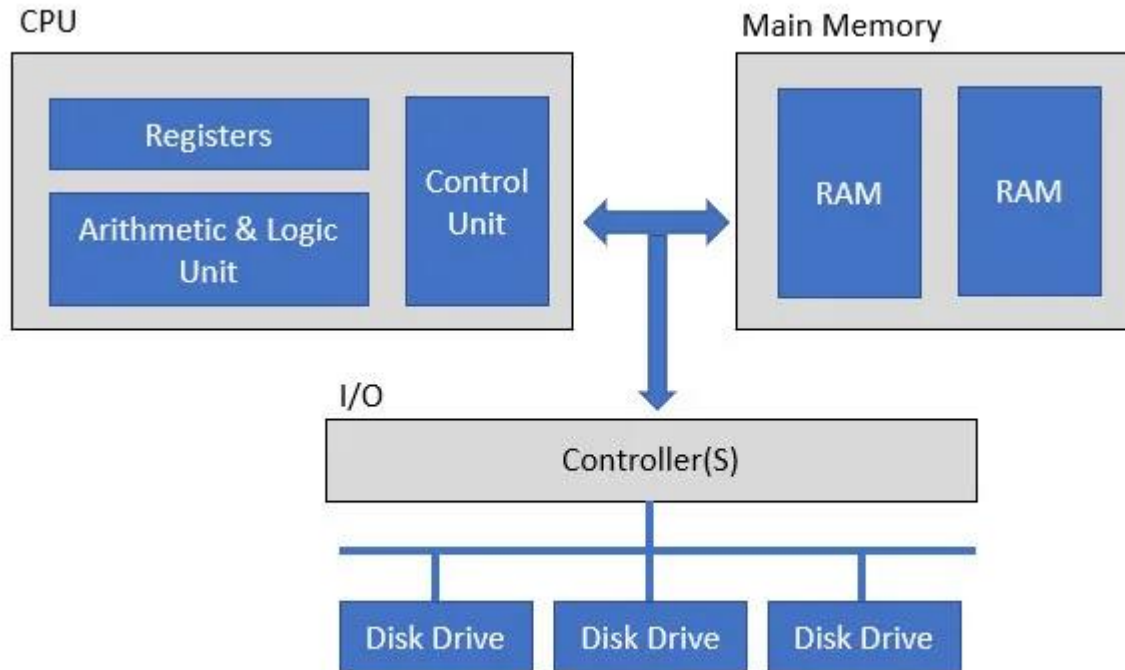 CPU
Main Memory
Registers
Arithmetic & Logic
Unit
Control
Unit
RAM
RAM
I/O
Controller(S)
Disk Drive
Disk Drive
Disk Drive